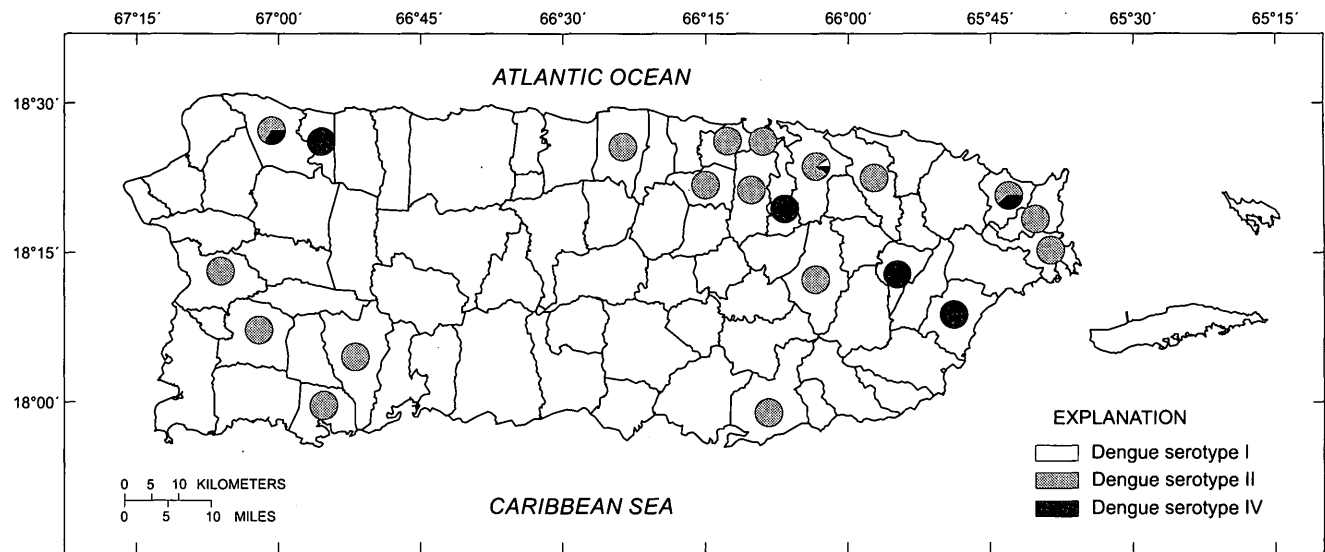 67°15′ 67°00′ 66°45′ 66°30′ 66°15′ 66°00′ 65°45′ 65°30′ 65°15′
ATLANTIC OCEAN
18°30′
18°15′
18°00′
EXPLANATION
Dengue serotype I
Dengue serotype II
Dengue serotype IV
0 5 10 KILOMETERS
0 5 10 MILES
CARIBBEAN SEA